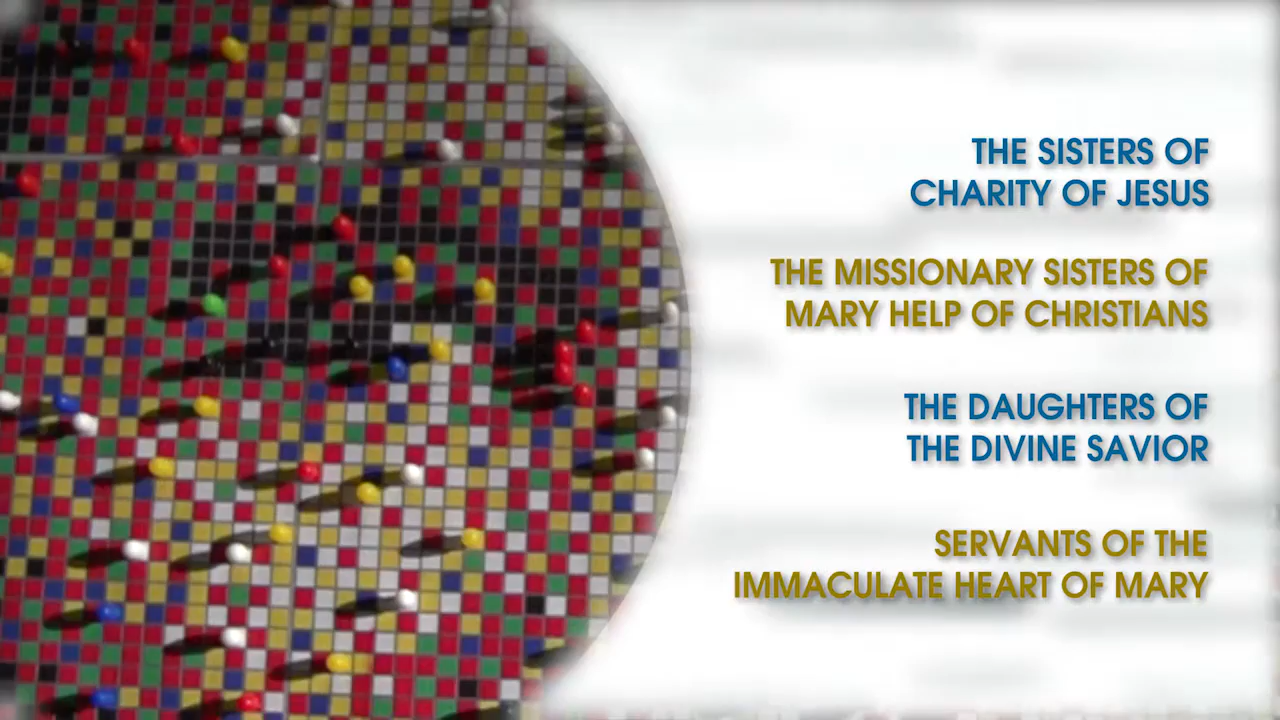 THE SISTERS OF
CHARITY OF JESUS
THE MISSIONARY SISTERS OF
MARY HELP OF CHRISTIANS
THE DAUGHTERS OF
THE DIVINE SAVIOR
SERVANTS OF THE
IMMACULATE HEART OF MARY